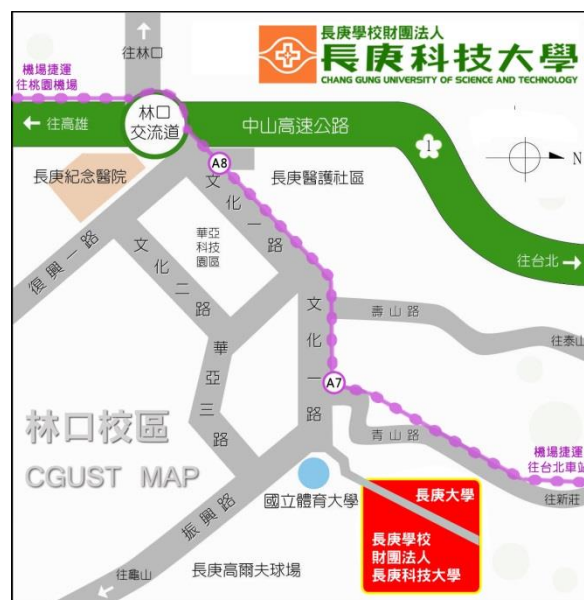 長庚學校財團法人
長庚科技大學
CHANG GUNG UNIVERSITY OF SCIENCE AND TECHNOLOGY
往林口
機場捷運
往桃園機場
林口
交流道
往高雄
中山高速公路
1
N
A8
長庚紀念醫院
長庚醫護社區
文化一路
華亞
科技
園區
往台北
復興一路
文化二路
文化一路
壽山路
往泰山
華亞三路
A7
林口校區
CGUST MAP
青山路
機場捷運
往台北車站
往新莊
國立體育大學
長庚大學
振興路
長庚學校
財團法人
長庚科技大學
往龜山
長庚高爾夫球場